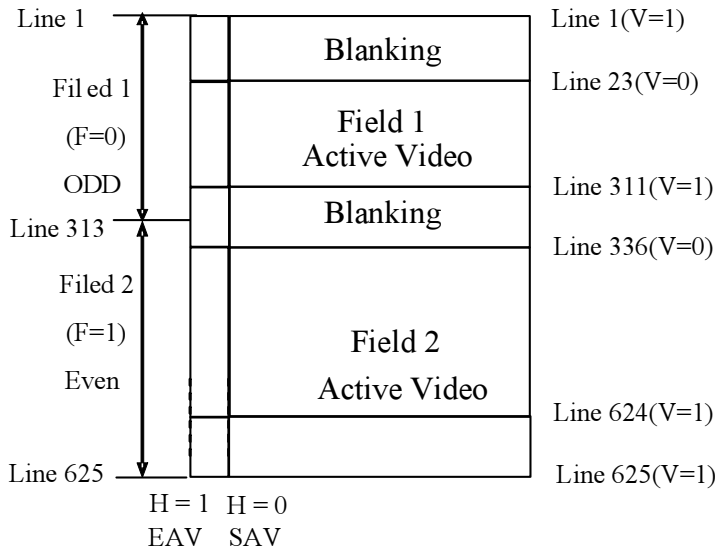 Line 1
Filed 1
(F=0)
ODD
Line 313
Filed 2
(F=1)
Even
Line 625
Blanking
Field 1
Active Video
Blanking
Field 2
Active Video
Line 1(V=1)
Line 23(V=0)
Line 311(V=1)
Line 336(V=0)
Line 624(V=1)
Line 625(V=1)
H = 1 H = 0
EAV SAV